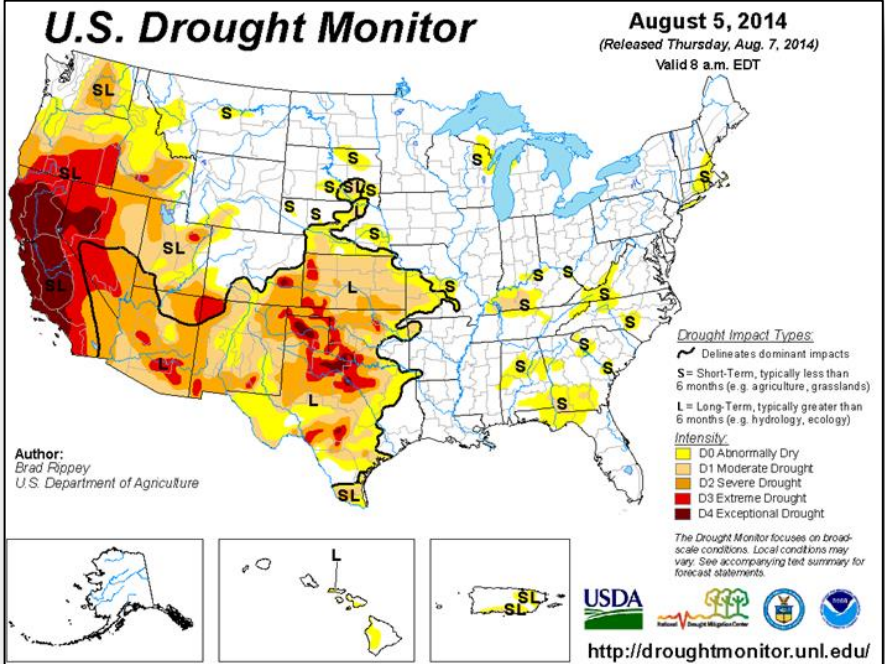 U.S. Drought Monitor
August 5, 2014
(Released Thursday, Aug. 7, 2014)
Valid 8 a.m. EDT
SL
S
S
SL
S
SL
S
S
S
S
S
SL
S
SL
L
S
S
S
S
S
S
S
S
S
S
L
L
SL
Drought Impact Types:
Delineates dominant impacts
S = Short-Term, typically less than
6 months (e.g. agriculture, grasslands)
L = Long-Term, typically greater than
6 months (e.g. hydrology, ecology)
Intensity:
D0 Abnormally Dry
D1 Moderate Drought
D2 Severe Drought
D3 Extreme Drought
D4 Exceptional Drought
Author:
Brad Rippey
U.S. Department of Agriculture
The Drought Monitor focuses on broad-
scale conditions. Local conditions may
vary. See accompanying text summary for
forecast statements.
L
SL
SL
USDA
National Drought Mitigation Center
http://droughtmonitor.unl.edu/